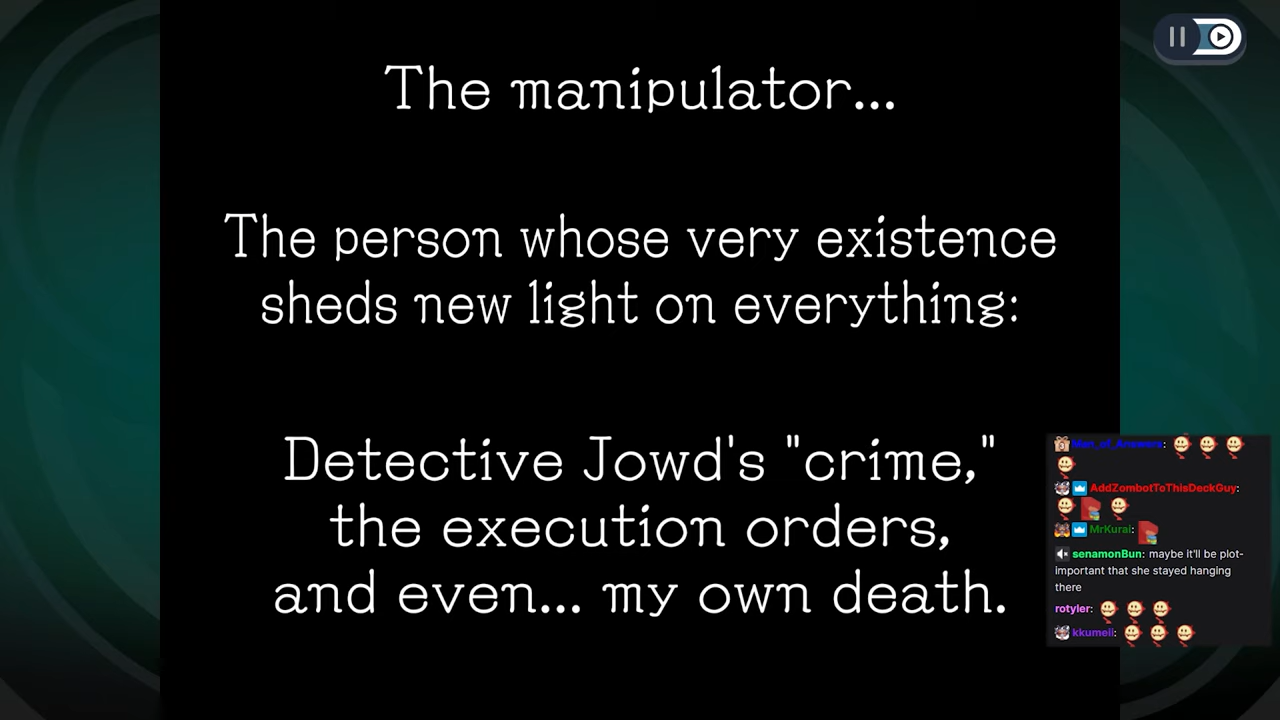 The manipulator...
The person whose very existence
sheds new light on everything:
Detective Jowd's "crime,"
the execution orders,
and even... my own death.
Man_of_Answers:
AddZombotToThisDeckGuy:
MrKurai:
senamonBun: maybe it'll be plot-
important that she stayed hanging
there
rotyler:
kkumeii: